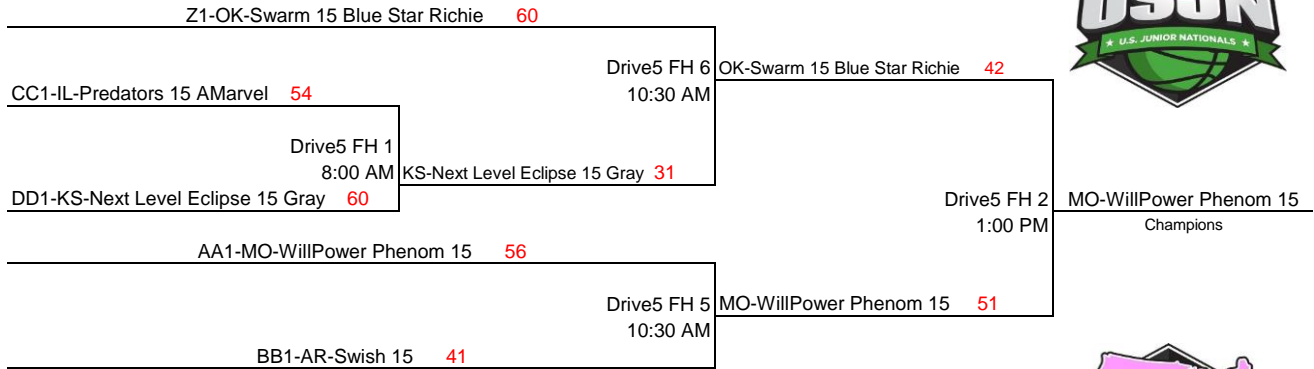 Z1-OK-Swarm 15 Blue Star Richie 60
USJN
★ U.S. JUNIOR NATIONALS ★
Drive5 FH 6 OK-Swarm 15 Blue Star Richie 42
10:30 AM
CC1-IL-Predators 15 AMarvel 54
Drive5 FH 1
8:00 AM KS-Next Level Eclipse 15 Gray 31
DD1-KS-Next Level Eclipse 15 Gray 60
Drive5 FH 2 MO-WillPower Phenom 15
1:00 PM Champions
AA1-MO-WillPower Phenom 15 56
Drive5 FH 5 MO-WillPower Phenom 15 51
10:30 AM
BB1-AR-Swish 15 41